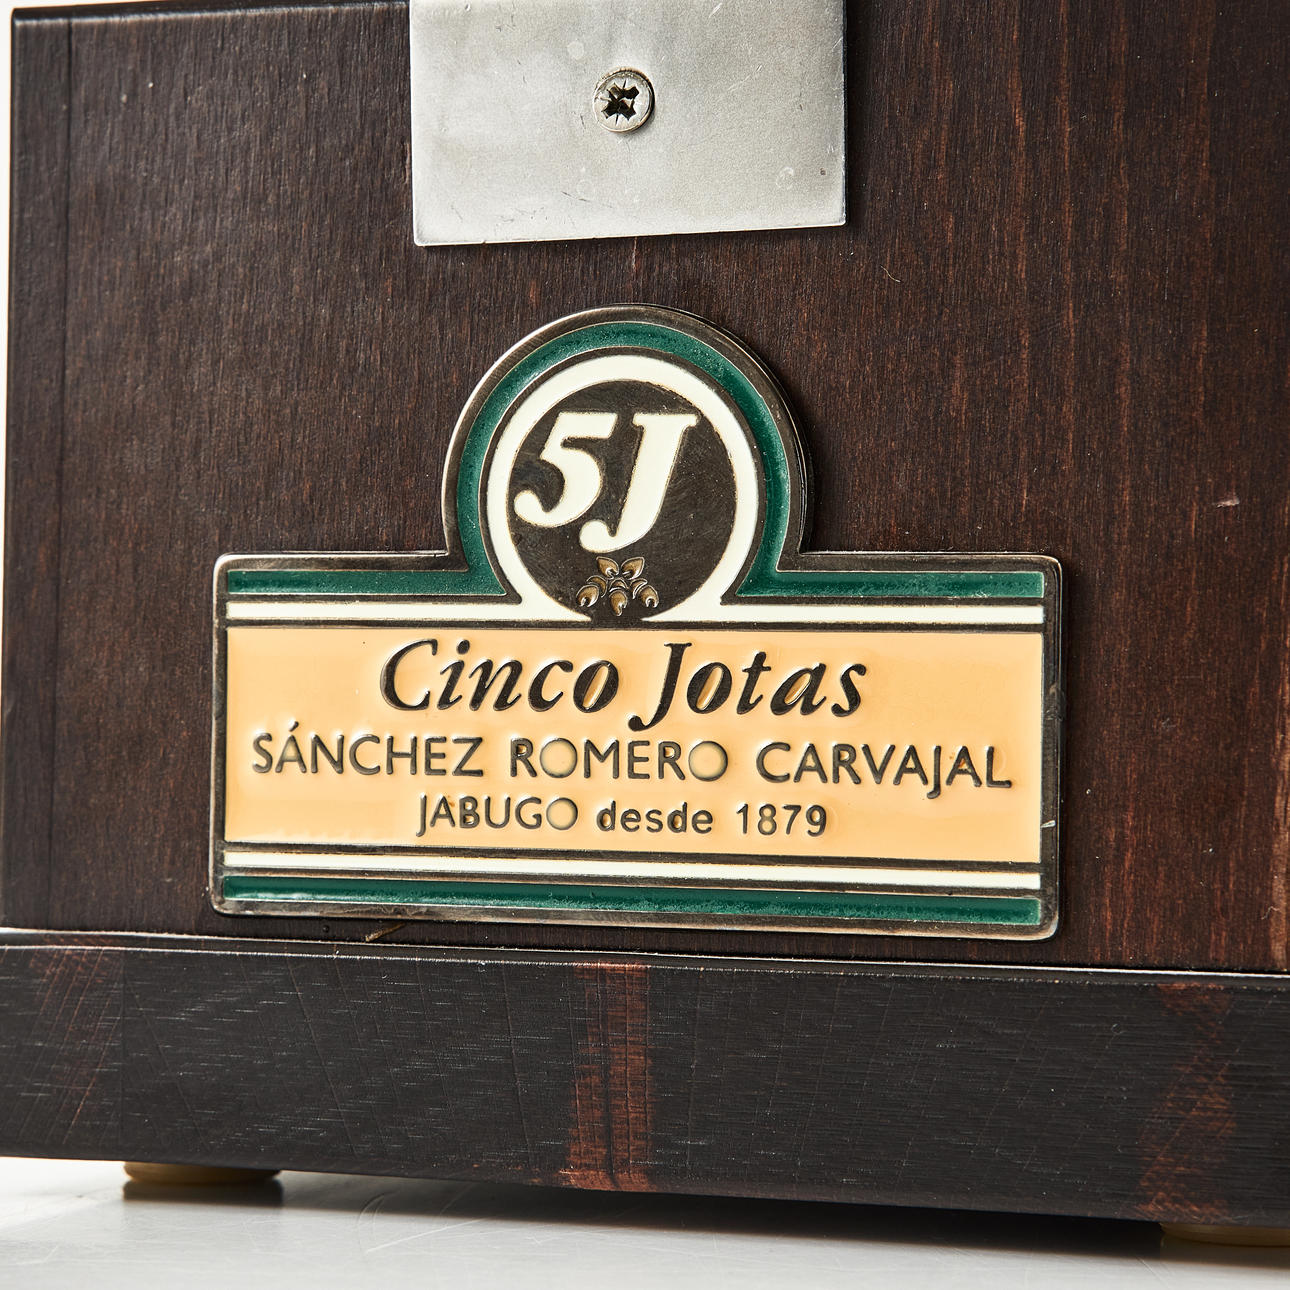 5J
Cinco Jotas
SÁNCHEZ ROMERO CARVAJAL
JABUGO desde 1879